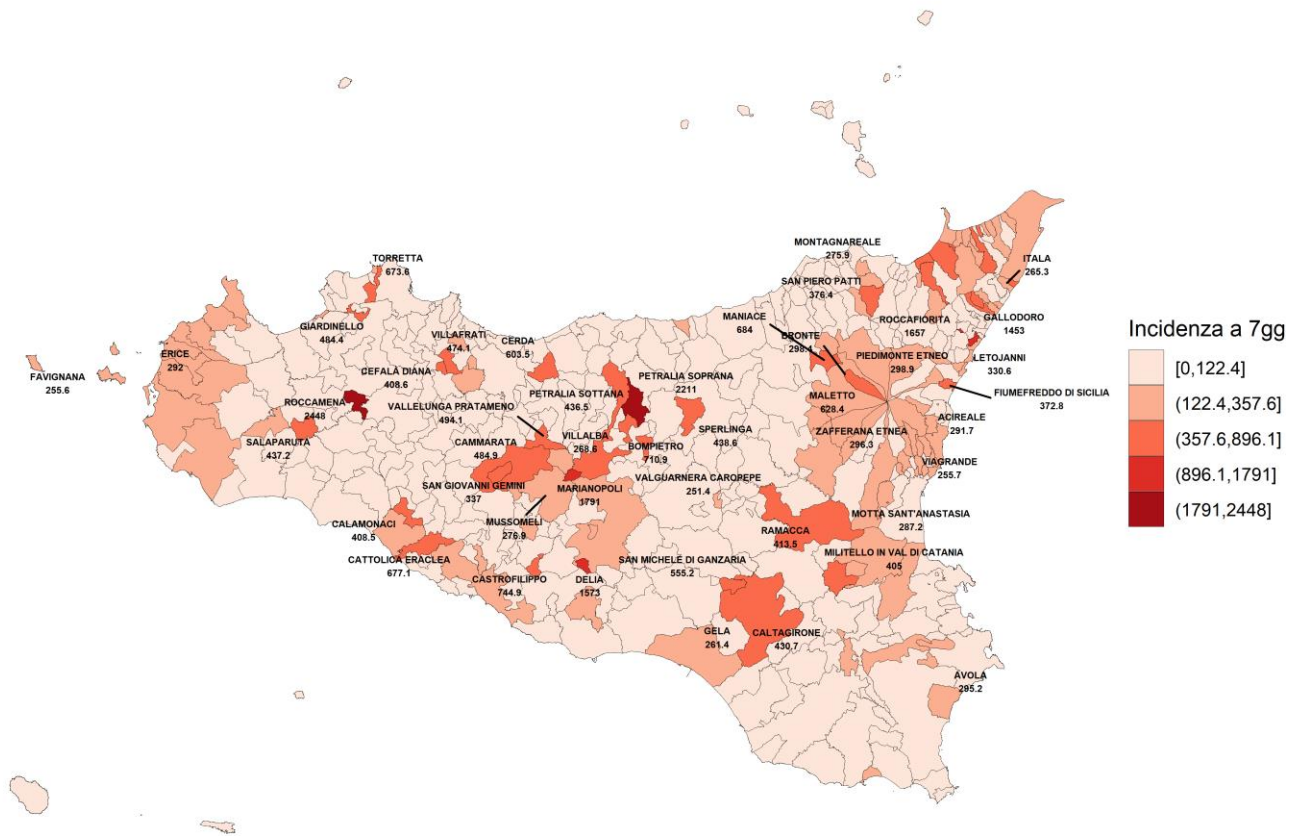 MONTAGNAREALE
275.9
ITALA
265.3
TORRETTA
673.6
SAN PIERO PATTI
376.4
MANIACE
684
ROCCAFIORITA
1657
GALLODORO
1453
GIARDINELLO
484.4
VILLAFRATI
474.1
CERDA
603.5
BRONTE
298.4
PIEDIMONTE ETNEO
298.9
LETOJANNI
330.6
ERICE
292
FAVIGNANA
255.6
CEFALÀ DIANA
408.6
PETRALIA SOPRANA
2211
PETRALIA SOTTANA
436.5
MALETTO
628.4
FIUMEFREDDO DI SICILIA
372.8
ROCCAMENA
2448
VALLELUNGA PRATAMENO
494.1
ACIREALE
291.7
SALAPARUTA
437.2
CAMMARATA
484.9
VILLALBA
268.6
BOMPIETRO
710.9
SPERLINGA
438.6
ZAFFERANA ETNEA
296.3
VIAGRANDE
255.7
SAN GIOVANNI GEMINI
337
MARIANOPOLI
1791
VALGUARNERA CAROPEPE
251.4
CALAMONACI
408.5
MUSSOMELI
276.9
RAMACCA
413.5
MOTTA SANT'ANASTASIA
287.2
CATTOLICA ERACLEA
677.1
CASTROFILIPPO
744.9
DELIA
1573
SAN MICHELE DI GANZARIA
555.2
MILITELLO IN VAL DI CATANIA
405
GELA
261.4
CALTAGIRONE
430.7
AVOLA
295.2
Incidenza a 7gg
[0,122.4]
(122.4,357.6]
(357.6,896.1]
(896.1,1791]
(1791,2448]